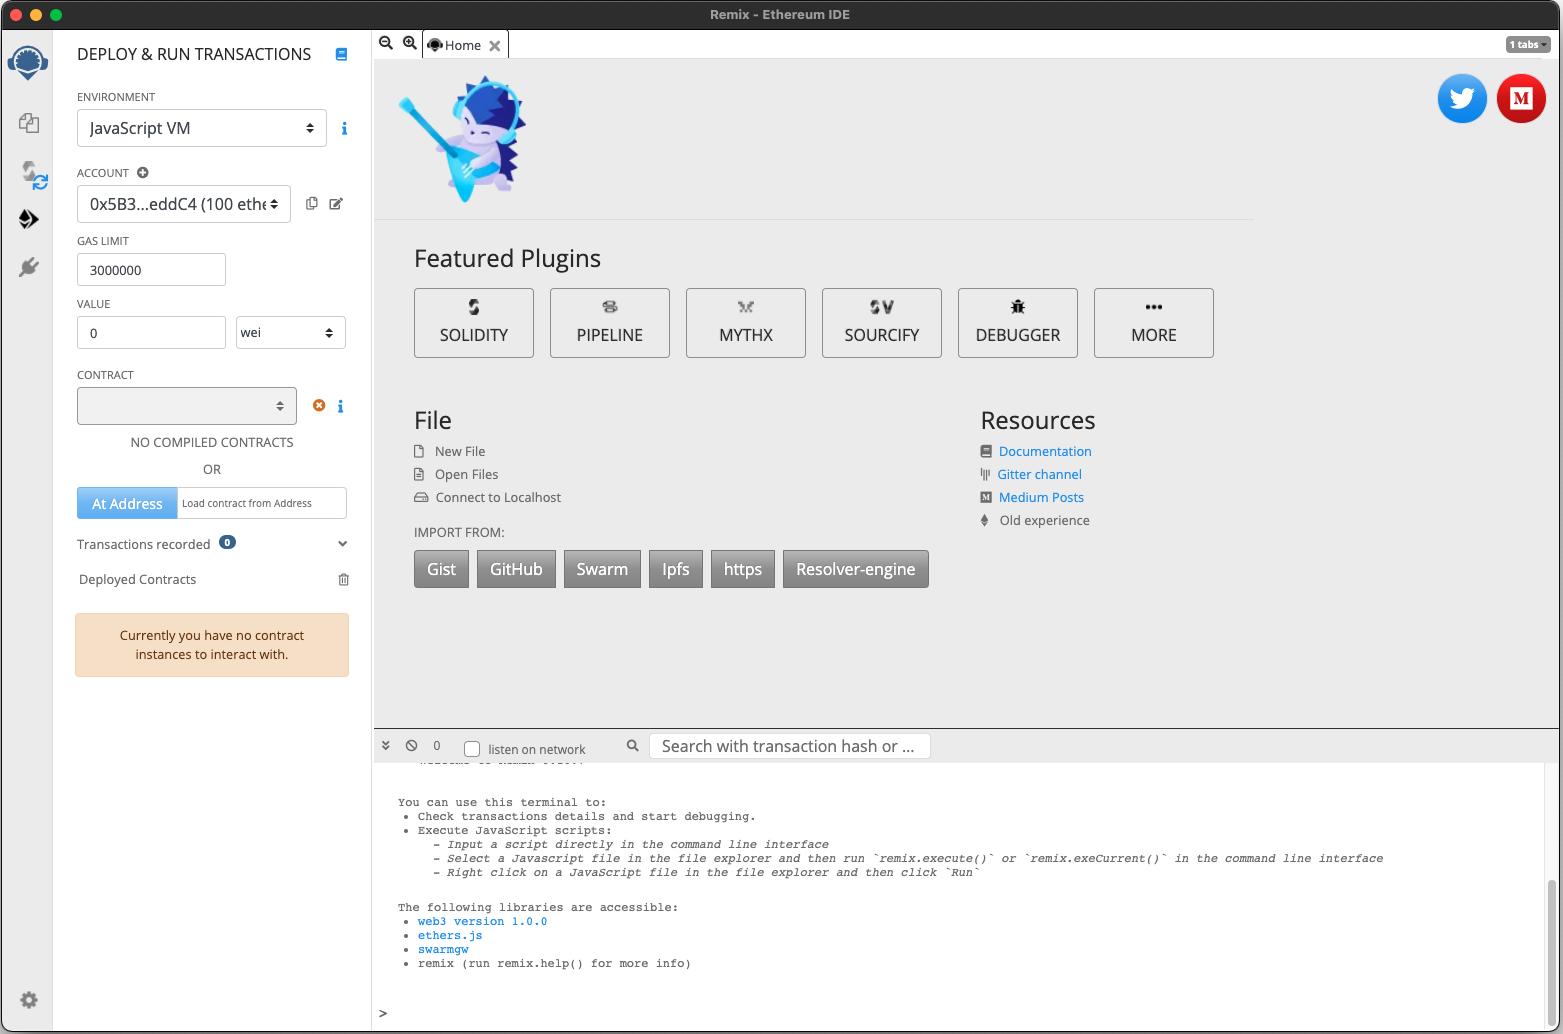 Remix - Ethereum IDE
DEPLOY & RUN TRANSACTIONS
ENVIRONMENT
JavaScript VM
ACCOUNT
0x5B3...eddC4 (100 ethe
GAS LIMIT
3000000
VALUE
0
wei
CONTRACT
NO COMPILED CONTRACTS
OR
At Address
Load contract from Address
Transactions recorded 0
Deployed Contracts
Currently you have no contract
instances to interact with.
Home
1 tabs
Featured Plugins
SOLIDITY
PIPELINE
MYTHX
SOURCIFY
DEBUGGER
MORE
File
New File
Open Files
Connect to Localhost
IMPORT FROM:
Gist
GitHub
Swarm
Ipfs
https
Resolver-engine
Resources
Documentation
Gitter channel
Medium Posts
Old experience
0
listen on network
Search with transaction hash or ...
You can use this terminal to:
• Check transactions details and start debugging.
• Execute JavaScript scripts:
- Input a script directly in the command line interface
- Select a Javascript file in the file explorer and then run `remix.execute()` or `remix.exeCurrent()` in the command line interface
- Right click on a JavaScript file in the file explorer and then click `Run`
The following libraries are accessible:
• web3 version 1.0.0
• ethers.js
• swarmgw
• remix (run remix.help() for more info)
>